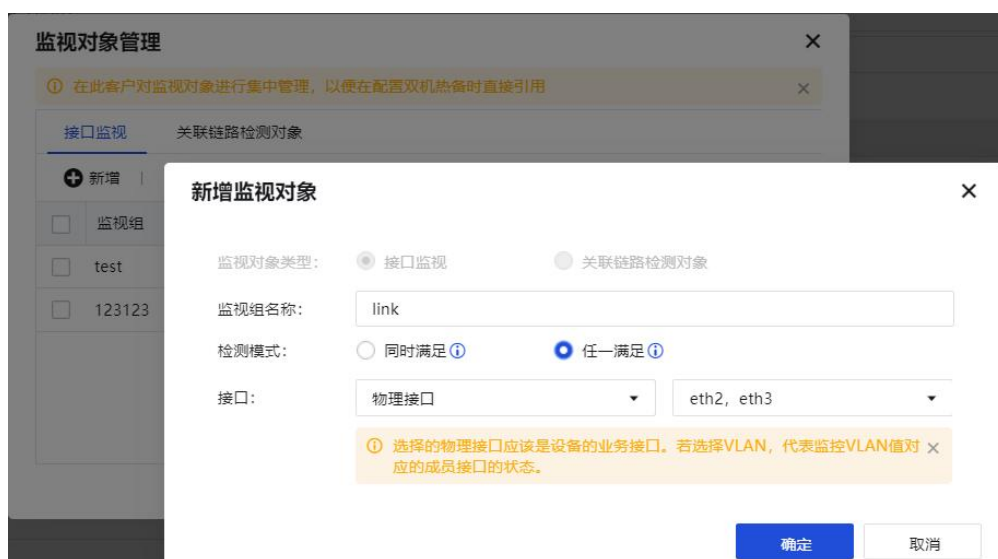 监视对象管理
在此客户对监视对象进行集中管理，以便在配置双机热备时直接引用
接口监视 关联链路检测对象
新增
监视组
test
123123
新增监视对象
监视对象类型： 接口监视 关联链路检测对象
监视组名称： link
检测模式： 同时满足 任一满足
接口： 物理接口 eth2，eth3
选择的物理接口应该是设备的业务接口。若选择VLAN，代表监控VLAN值对
应的成员接口的状态。
确定 取消